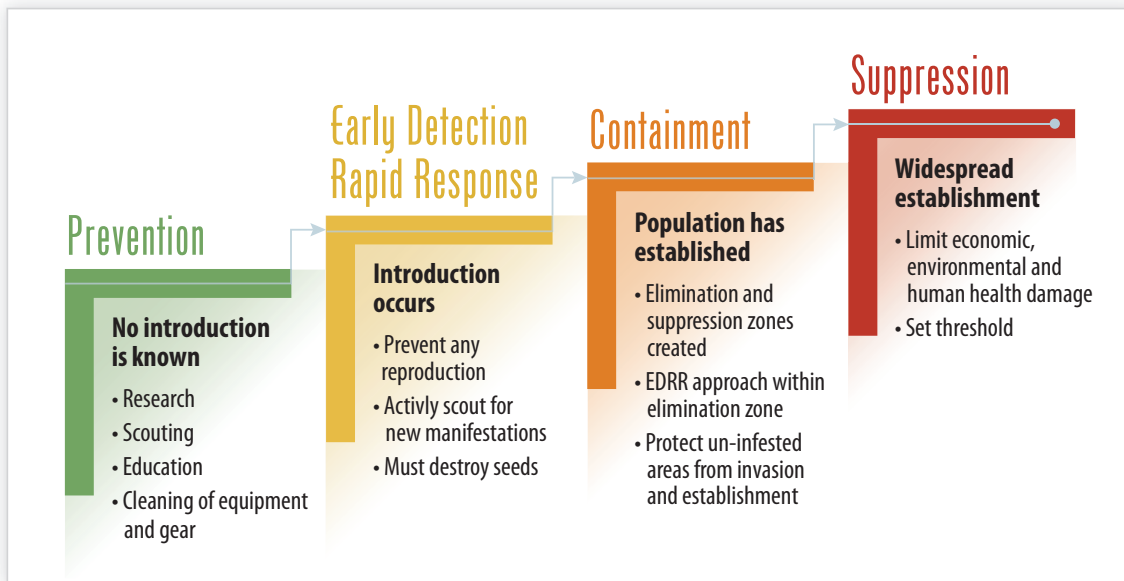 Prevention
No introduction
is known
• Research
• Scouting
• Education
• Cleaning of equipment
and gear
Early Detection
Rapid Response
Introduction
occurs
• Prevent any
reproduction
• Activly scout for
new manifestations
• Must destroy seeds
Containment
Population has
established
• Elimination and
suppression zones
created
• EDRR approach within
elimination zone
• Protect un-infested
areas from invasion
and establishment
Suppression
Widespread
establishment
• Limit economic,
environmental and
human health damage
• Set threshold